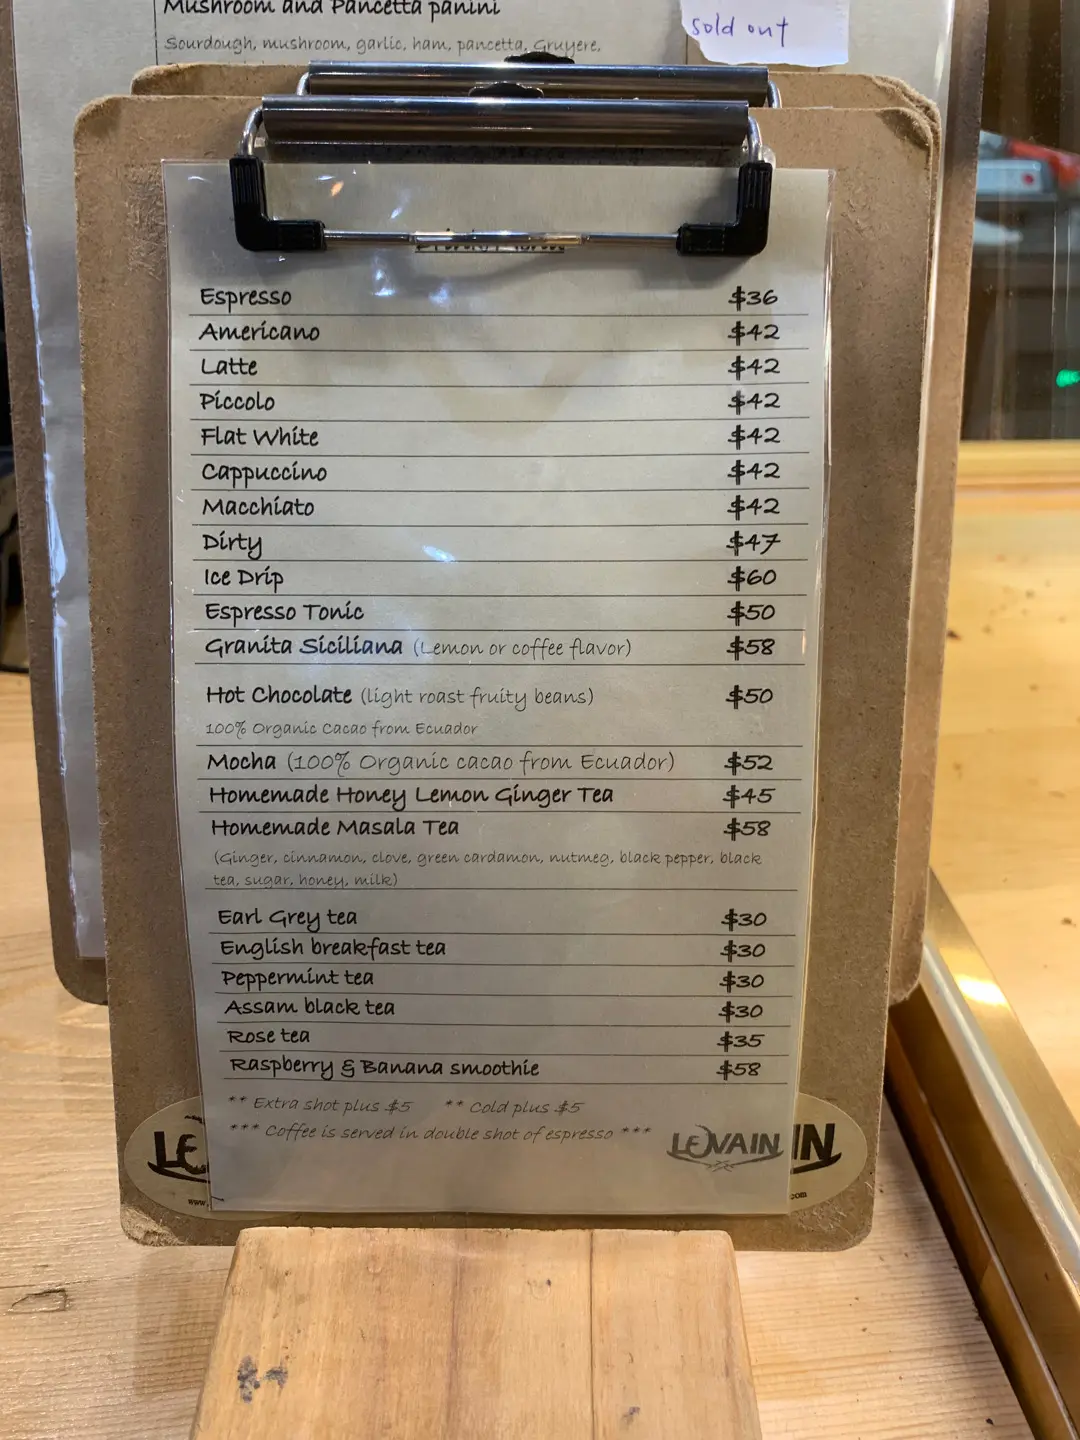 Mushroom and Pancetta panini
Sourdough, mushroom, garlic, ham, pancetta, Gruyere,
sold out
Espresso $36
Americano $42
Latte $42
Piccolo $42
Flat White $42
Cappuccino $42
Macchiato $42
Dirty $47
Ice Drip $60
Espresso Tonic $50
Granita Siciliana (Lemon or coffee flavor) $58
Hot Chocolate (light roast fruity beans) $50
100% Organic Cacao from Ecuador
Mocha (100% Organic cacao from Ecuador) $52
Homemade Honey Lemon Ginger Tea $45
Homemade Masala Tea $58
(Ginger, cinnamon, clove, green cardamon, nutmeg, black pepper, black
tea, sugar, honey, milk)
Earl Grey tea $30
English breakfast tea $30
Peppermint tea $30
Assam black tea $30
Rose tea $35
Raspberry & Banana smoothie $58
** Extra shot plus $5 ** Cold plus $5
*** Coffee is served in double shot of espresso ***
LEVAIN
LE IN
www. com